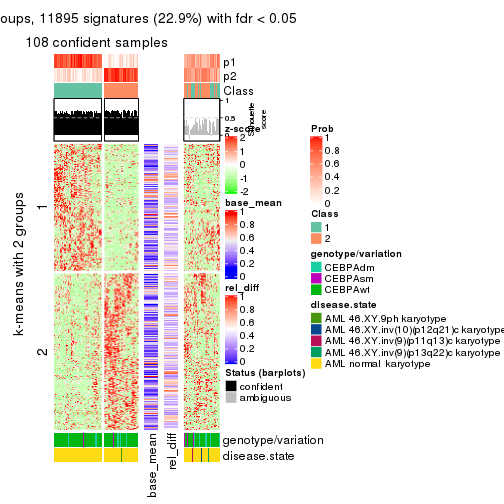 oups, 11895 signatures (22.9%) with fdr < 0.05
108 confident samples
p1
p2
Class
1
0.5
0
Silhouette
score
z-score
2
1
0
-1
-2
base_mean
1
0.8
0.6
0.4
0.2
0
rel_diff
1
0.8
0.6
0.4
0.2
0
Status (barplots)
confident
ambiguous
Prob
1
0.8
0.6
0.4
0.2
0
Class
1
2
genotype/variation
CEBPAdm
CEBPAsm
CEBPAwt
disease.state
AML 46.XY.9ph karyotype
AML 46.XY.inv(10)(p12q21)c karyotype
AML 46.XY.inv(9)(p11q13)c karyotype
AML 46.XY.inv(9)(p13q22)c karyotype
AML normal karyotype
k-means with 2 groups
1
2
genotype/variation
disease.state
base_mean
rel_diff